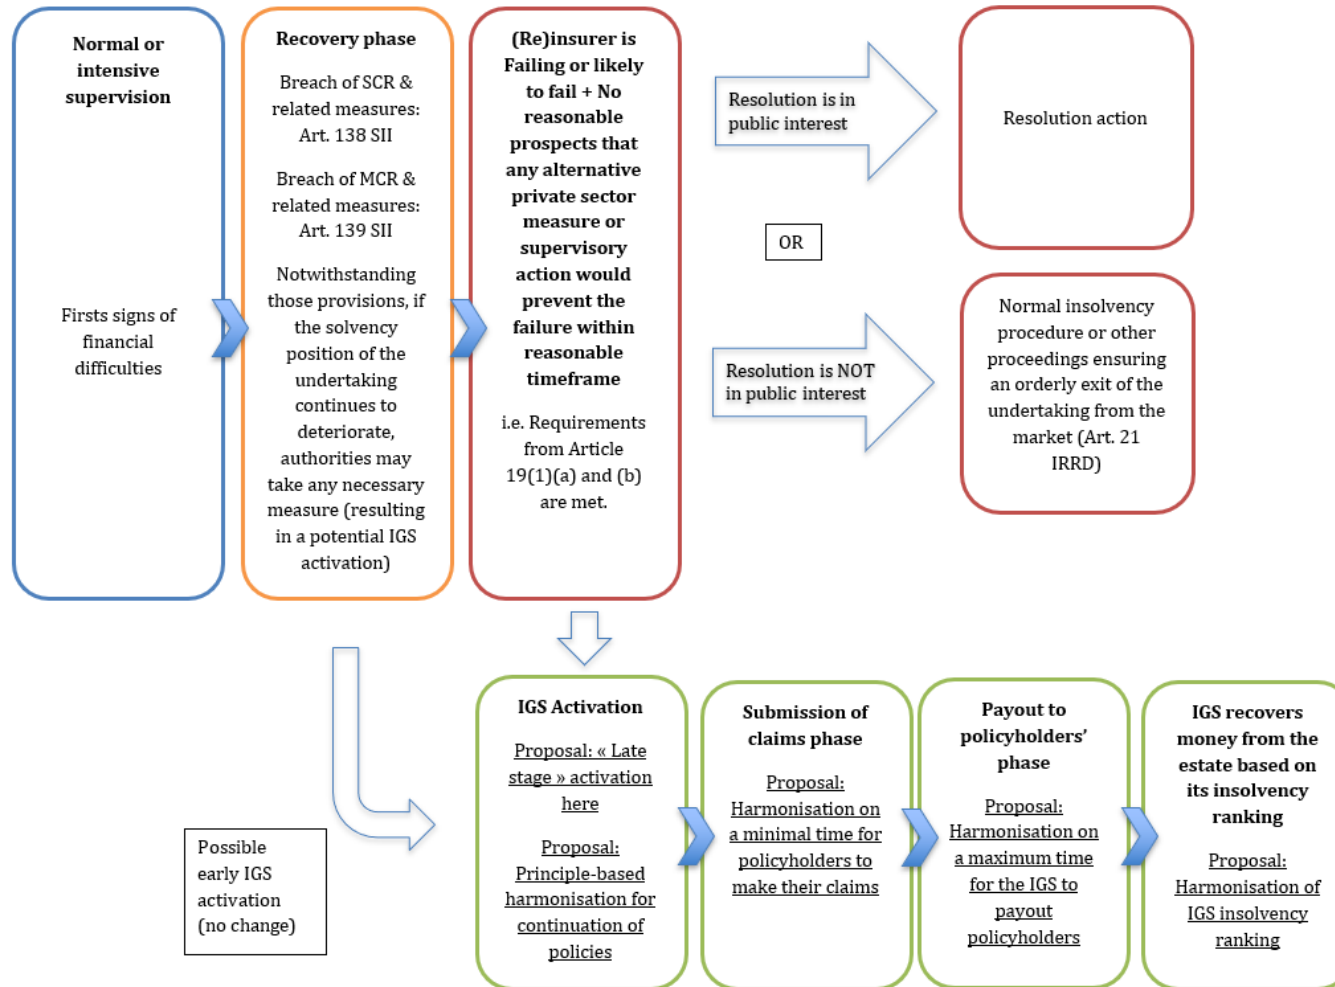 Normal or
intensive
supervision
Firsts signs of
financial
difficulties
Recovery phase
Breach of SCR &
related measures:
Art. 138 SII
Breach of MCR &
related measures:
Art. 139 SII
Notwithstanding
those provisions, if
the solvency
position of the
undertaking
continues to
deteriorate,
authorities may
take any necessary
measure (resulting
in a potential IGS
activation)
(Re)insurer is
Failing or likely
to fail + No
reasonable
prospects that
any alternative
private sector
measure or
supervisory
action would
prevent the
failure within
reasonable
timeframe
i.e. Requirements
from Article
19(1)(a) and (b)
are met.
Resolution is in
public interest
OR
Resolution is NOT
in public interest
Resolution action
Normal insolvency
procedure or other
proceedings ensuring
an orderly exit of the
undertaking from the
market (Art. 21
IRRD)
Possible
early IGS
activation
(no change)
IGS Activation
Proposal: « Late
stage » activation
here
Proposal:
Principle-based
harmonisation for
continuation of
policies
Submission of
claims phase
Proposal:
Harmonisation on
a minimal time for
policyholders to
make their claims
Payout to
policyholders’
phase
Proposal:
Harmonisation on
a maximum time
for the IGS to
payout
policyholders
IGS recovers
money from the
estate based on
its insolvency
ranking
Proposal:
Harmonisation of
IGS insolvency
ranking